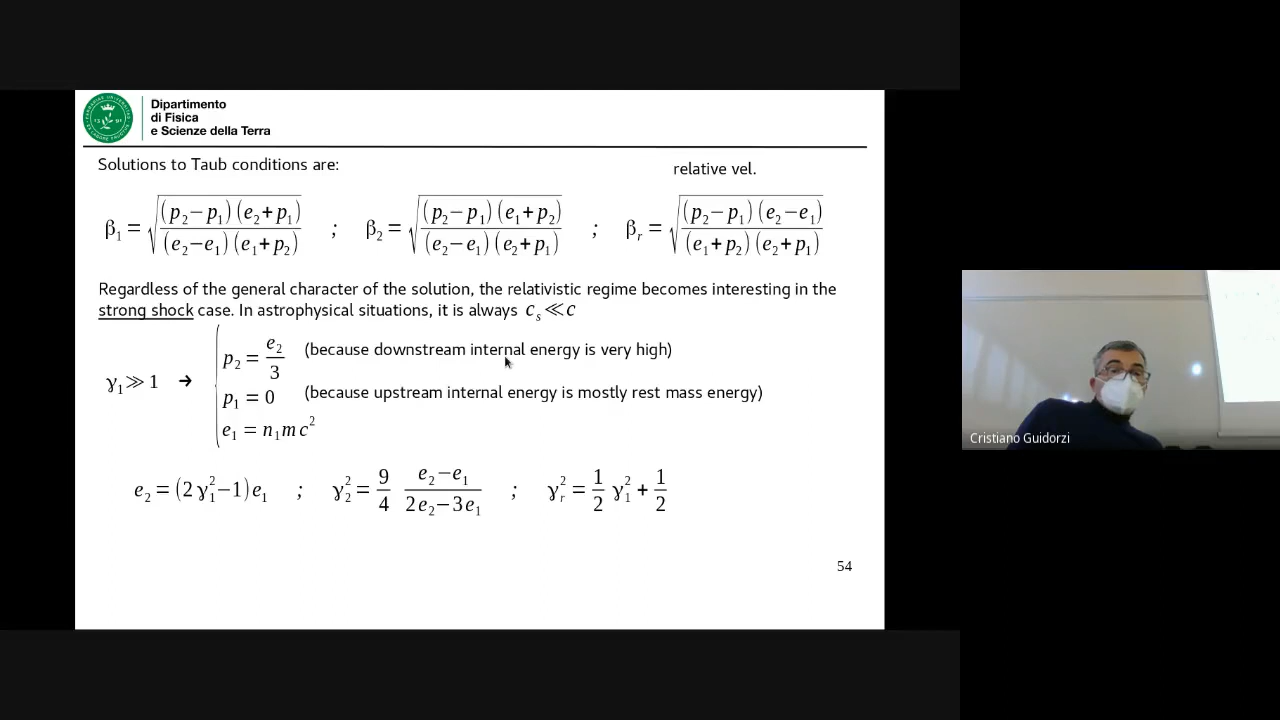 Dipartimento
di Fisica
e Scienze della Terra
Solutions to Taub conditions are:
relative vel.
β₁ = √((p₂−p₁)(e₂+p₁) / (e₂−e₁)(e₁+p₂)) ; β₂ = √((p₂−p₁)(e₁+p₂) / (e₂−e₁)(e₂+p₁)) ; βᵣ = √((p₂−p₁)(e₂−e₁) / (e₁+p₂)(e₂+p₁))
Regardless of the general character of the solution, the relativistic regime becomes interesting in the
strong shock case. In astrophysical situations, it is always cₛ≪c
p₂ = e₂/3 (because downstream internal energy is very high)
γ₁≫1 →
p₁ = 0 (because upstream internal energy is mostly rest mass energy)
e₁ = n₁mc²
e₂ = (2γ₁²−1)e₁ ; γ₂² = 9/4 (e₂−e₁)/(2e₂−3e₁) ; γᵣ² = 1/2 γ₁² + 1/2
54
Cristiano Guidorzi